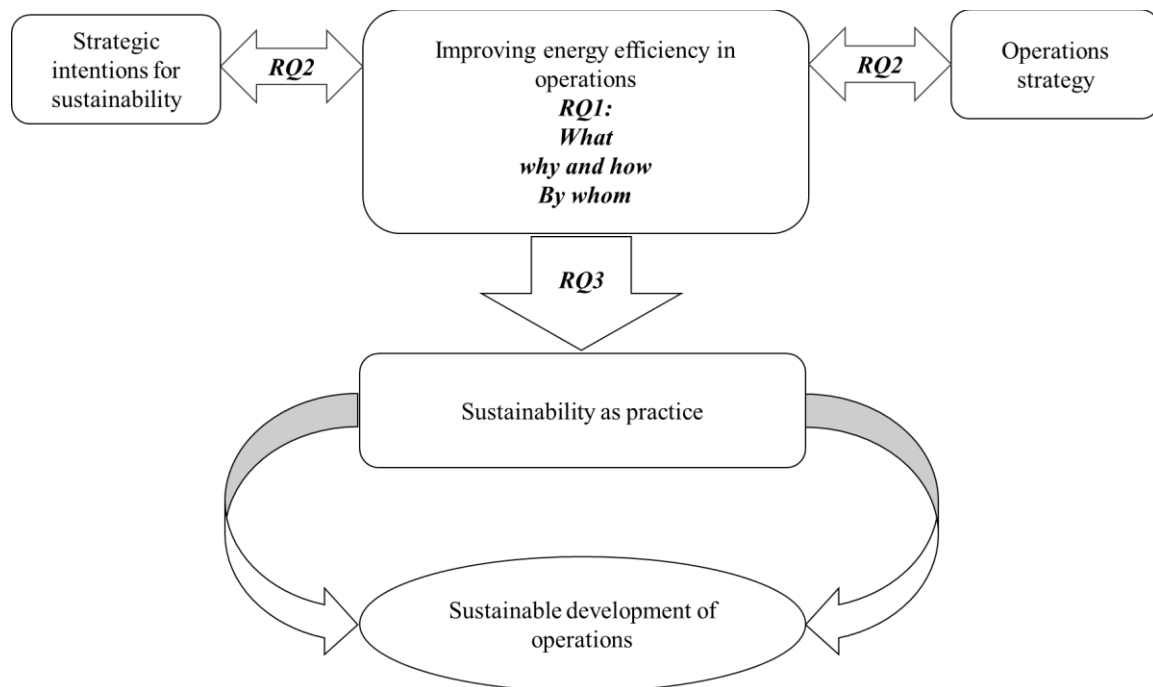 Strategic
intentions for
sustainability
RQ2
Improving energy efficiency in
operations
RQ1:
What
why and how
By whom
RQ2
Operations
strategy
RQ3
Sustainability as practice
Sustainable development of
operations